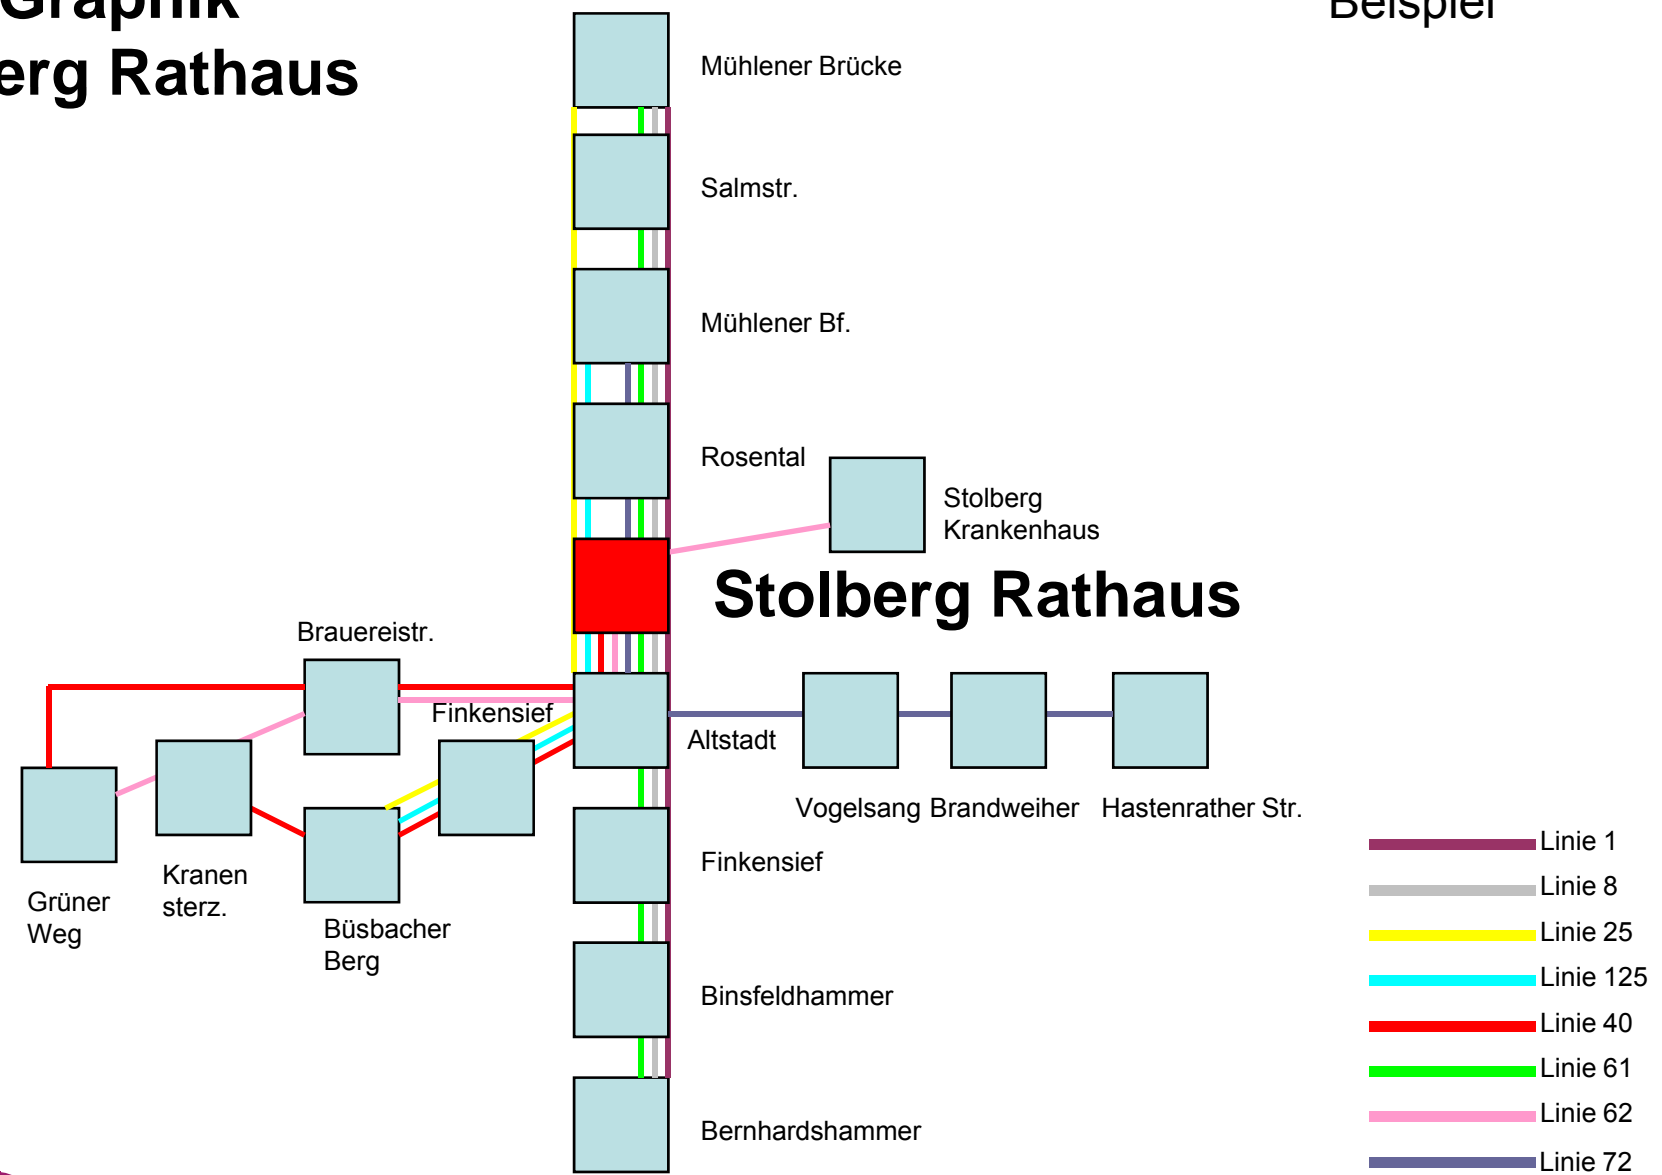 Graphik
erg Rathaus
Beispiel
Mühlener Brücke
Salmstr.
Mühlener Bf.
Rosental
Stolberg
Krankenhaus
Stolberg Rathaus
Brauereistr.
Finkensief
Altstadt
Vogelsang
Brandweiher
Hastenrather Str.
Finkensief
Kranen
sterz.
Grüner
Weg
Büsbacher
Berg
Binsfeldhammer
Bernhardshammer
Linie 1
Linie 8
Linie 25
Linie 125
Linie 40
Linie 61
Linie 62
Linie 72